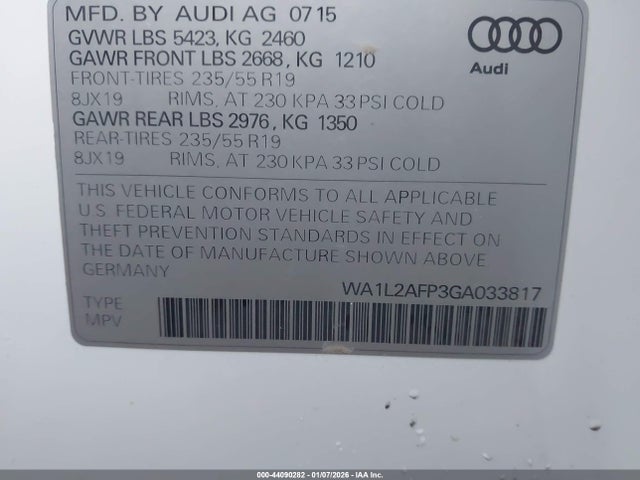 MFD. BY AUDI AG 07 15
GVWR LBS 5423, KG 2460
GAWR FRONT LBS 2668, KG 1210
FRONT-TIRES 235/55 R19
8JX19 RIMS, AT 230 KPA 33 PSI COLD
GAWR REAR LBS 2976, KG 1350
REAR-TIRES 235/55 R19
8JX19 RIMS, AT 230 KPA 33 PSI COLD
Audi
THIS VEHICLE CONFORMS TO ALL APPLICABLE
U.S. FEDERAL MOTOR VEHICLE SAFETY AND
THEFT PREVENTION STANDARDS IN EFFECT ON
THE DATE OF MANUFACTURE SHOWN ABOVE
GERMANY
WA1L2AFP3GA033817
TYPE
MPV
000-44090282 - 01/07/2026 - IAA Inc.